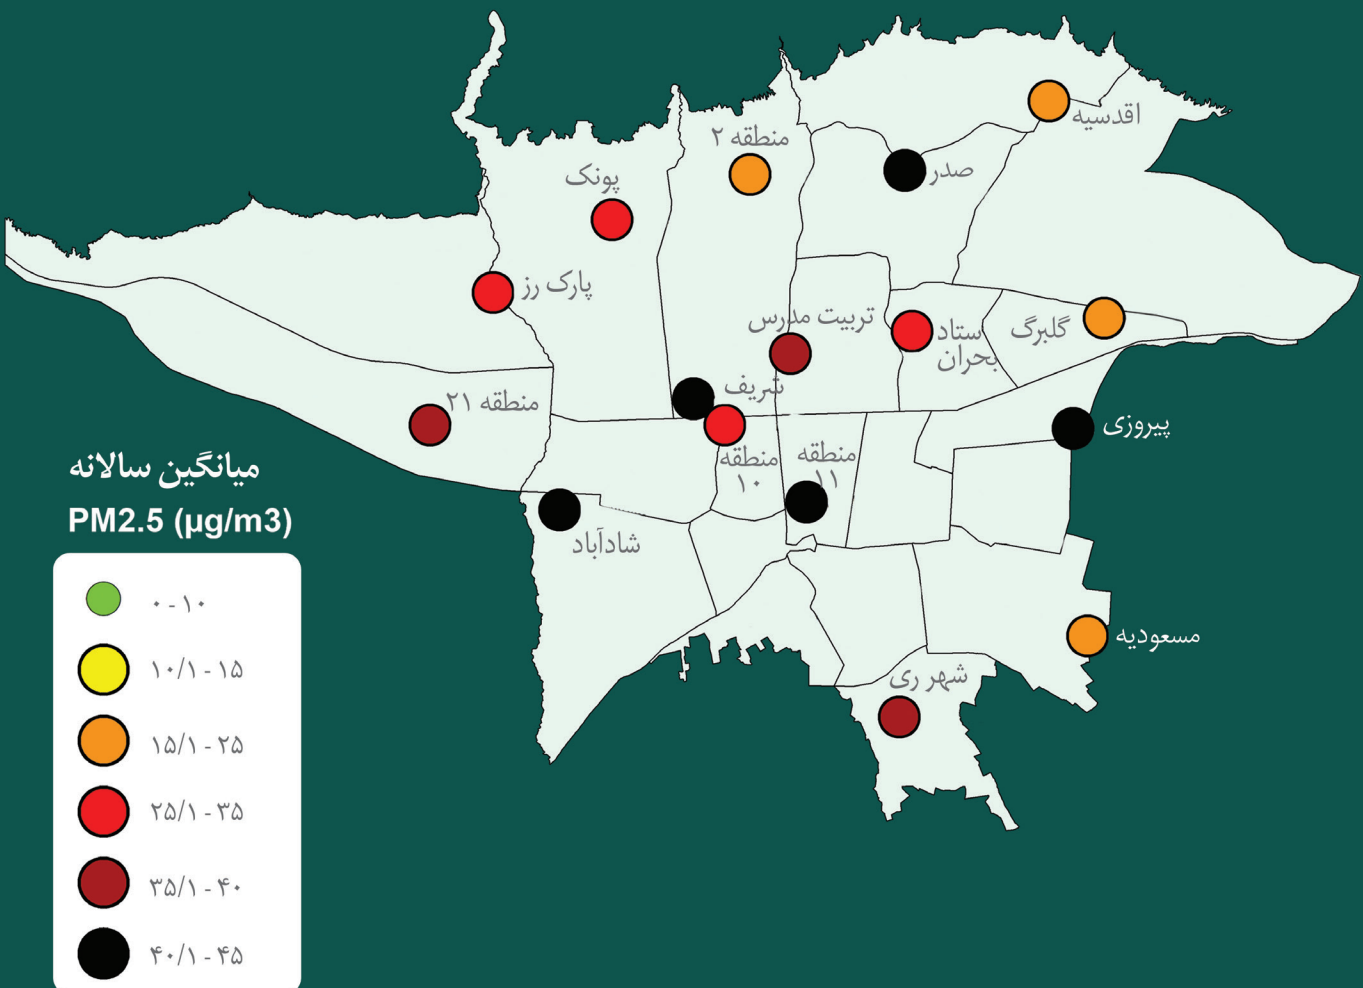 اقدسیه
منطقه ۲
صدر
پونک
پارک رز
تربیت مدرس
ستاد
بحران
گلبرگ
شریف
منطقه ۲۱
پیروزی
منطقه
۱۰
منطقه
۱۱
شادآباد
مسعودیه
شهر ری
میانگین سالانه
PM2.5 (µg/m3)
۰ - ۱۰
۱۰/۱ - ۱۵
۱۵/۱ - ۲۵
۲۵/۱ - ۳۵
۳۵/۱ - ۴۰
۴۰/۱ - ۴۵